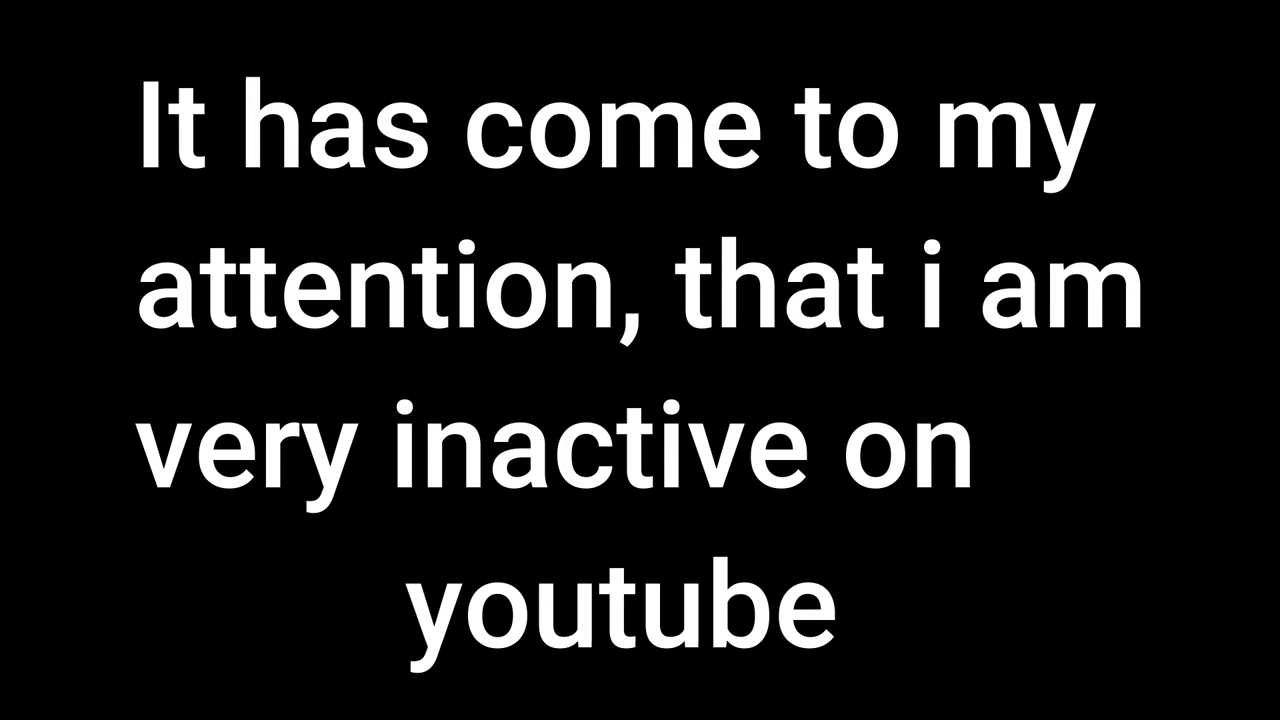 It has come to my
attention, that i am
very inactive on
youtube